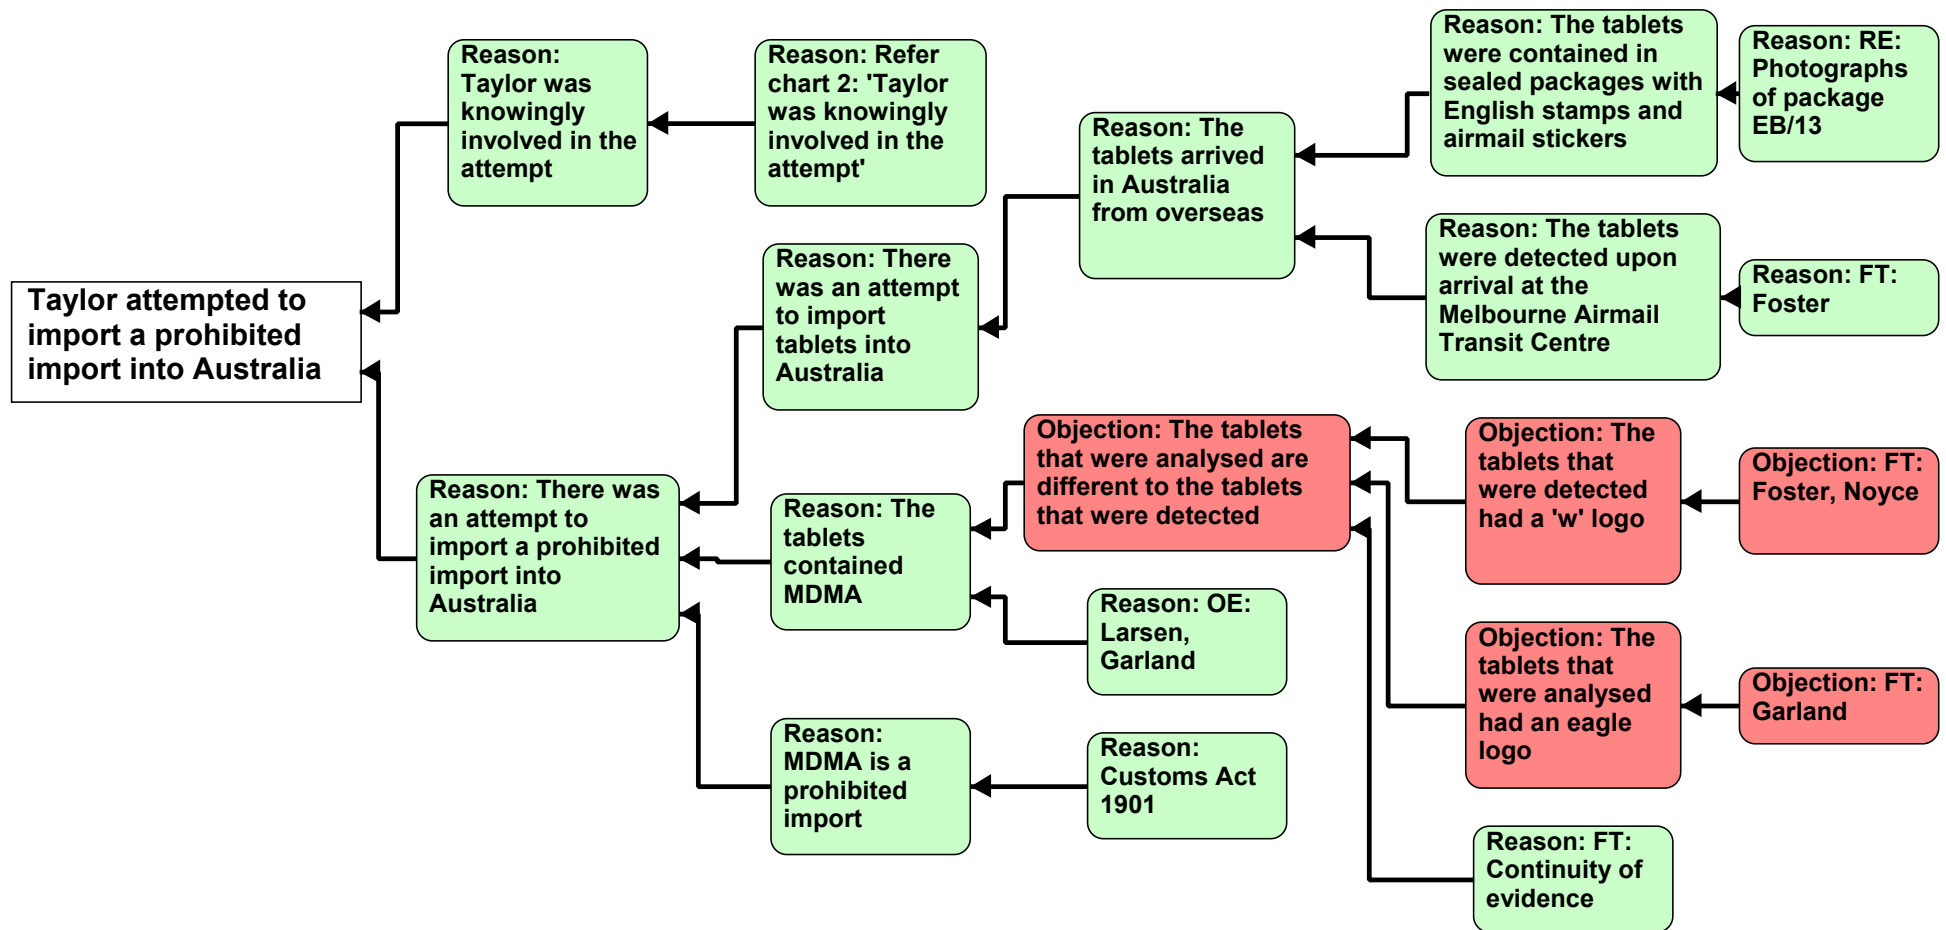 Taylor attempted to
import a prohibited
import into Australia
Reason:
Taylor was
knowingly
involved in the
attempt
Reason: Refer
chart 2: 'Taylor
was knowingly
involved in the
attempt'
Reason: There was
an attempt to
import a prohibited
import into
Australia
Reason: There
was an attempt
to import
tablets into
Australia
Reason: The
tablets arrived
in Australia
from overseas
Reason: The tablets
were contained in
sealed packages with
English stamps and
airmail stickers
Reason: RE:
Photographs
of package
EB/13
Reason: The tablets
were detected upon
arrival at the
Melbourne Airmail
Transit Centre
Reason: FT:
Foster
Reason: The
tablets
contained
MDMA
Objection: The tablets
that were analysed are
different to the tablets
that were detected
Objection: The
tablets that
were detected
had a 'w' logo
Objection: FT:
Foster, Noyce
Objection: The
tablets that
were analysed
had an eagle
logo
Objection: FT:
Garland
Reason: FT:
Continuity of
evidence
Reason: OE:
Larsen,
Garland
Reason:
MDMA is a
prohibited
import
Reason:
Customs Act
1901